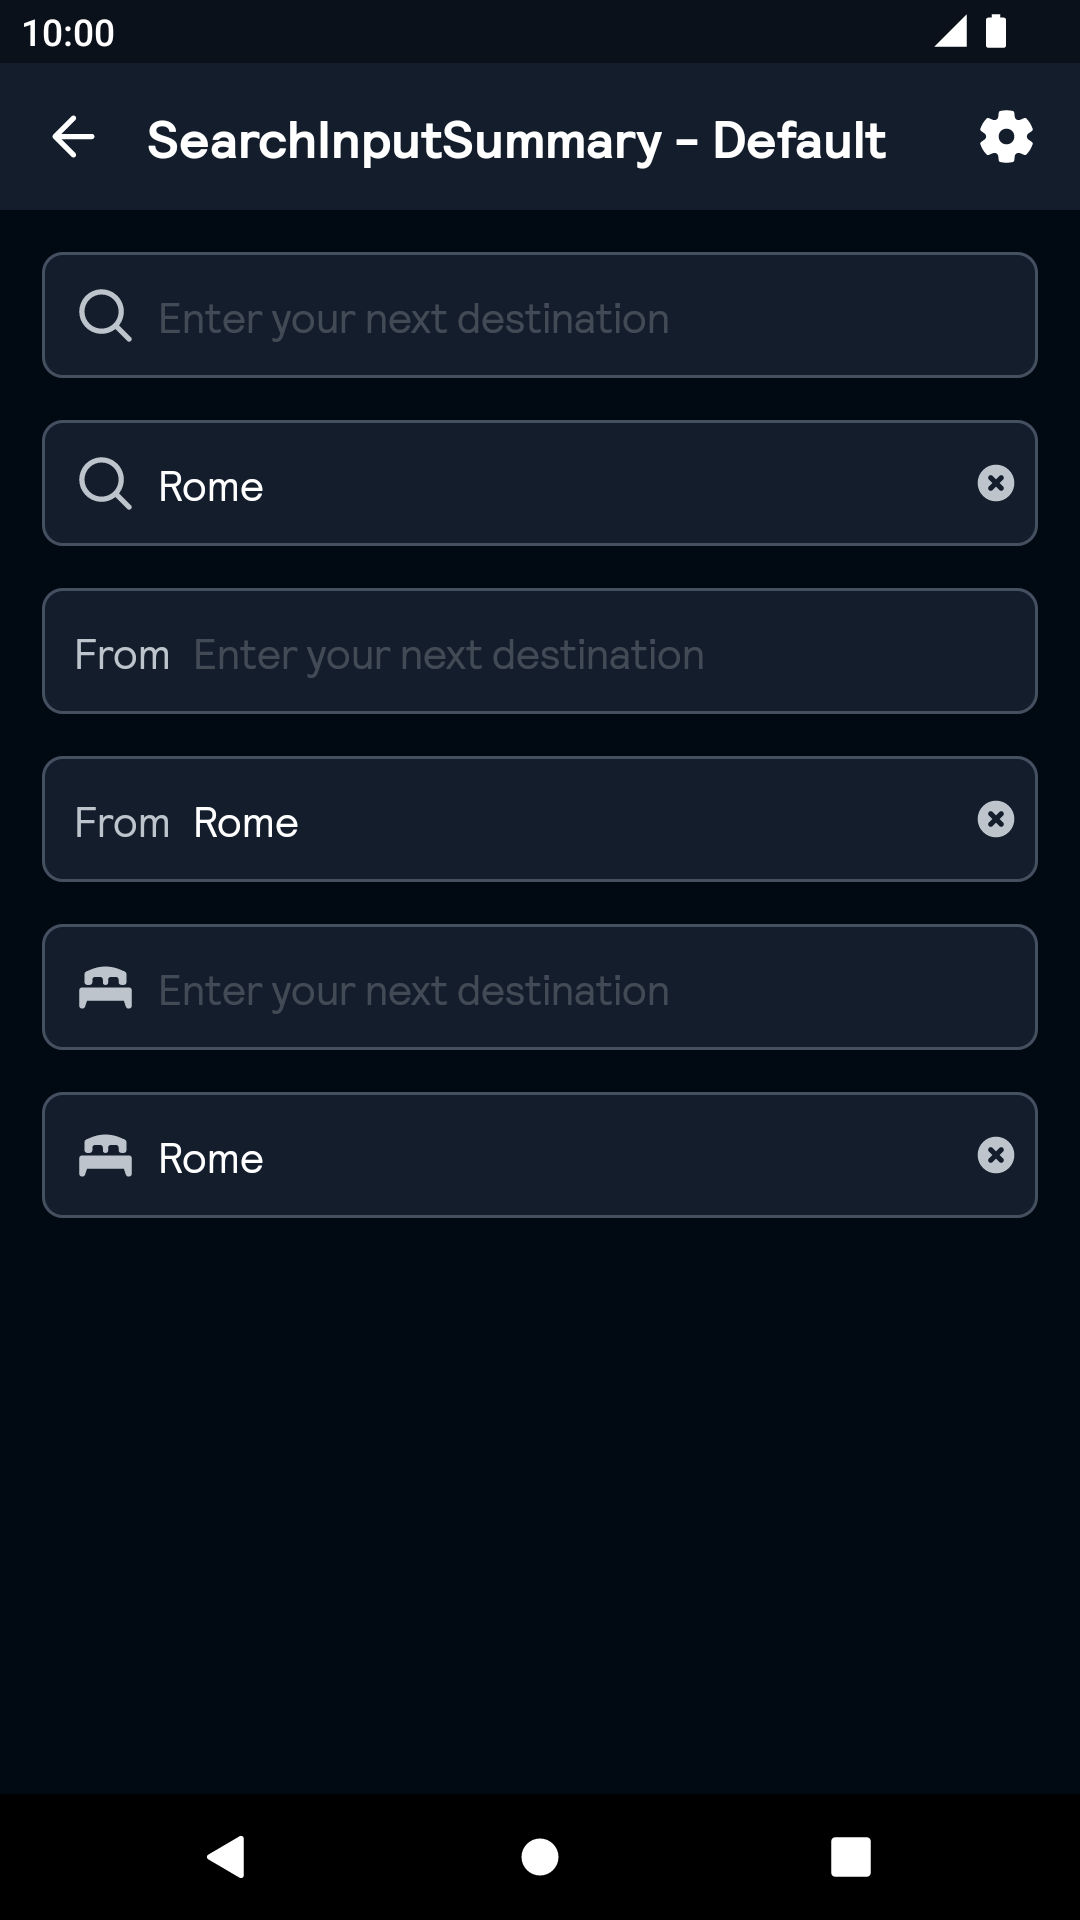 10:00
SearchInputSummary - Default
Enter your next destination
Rome
From Enter your next destination
From Rome
Enter your next destination
Rome